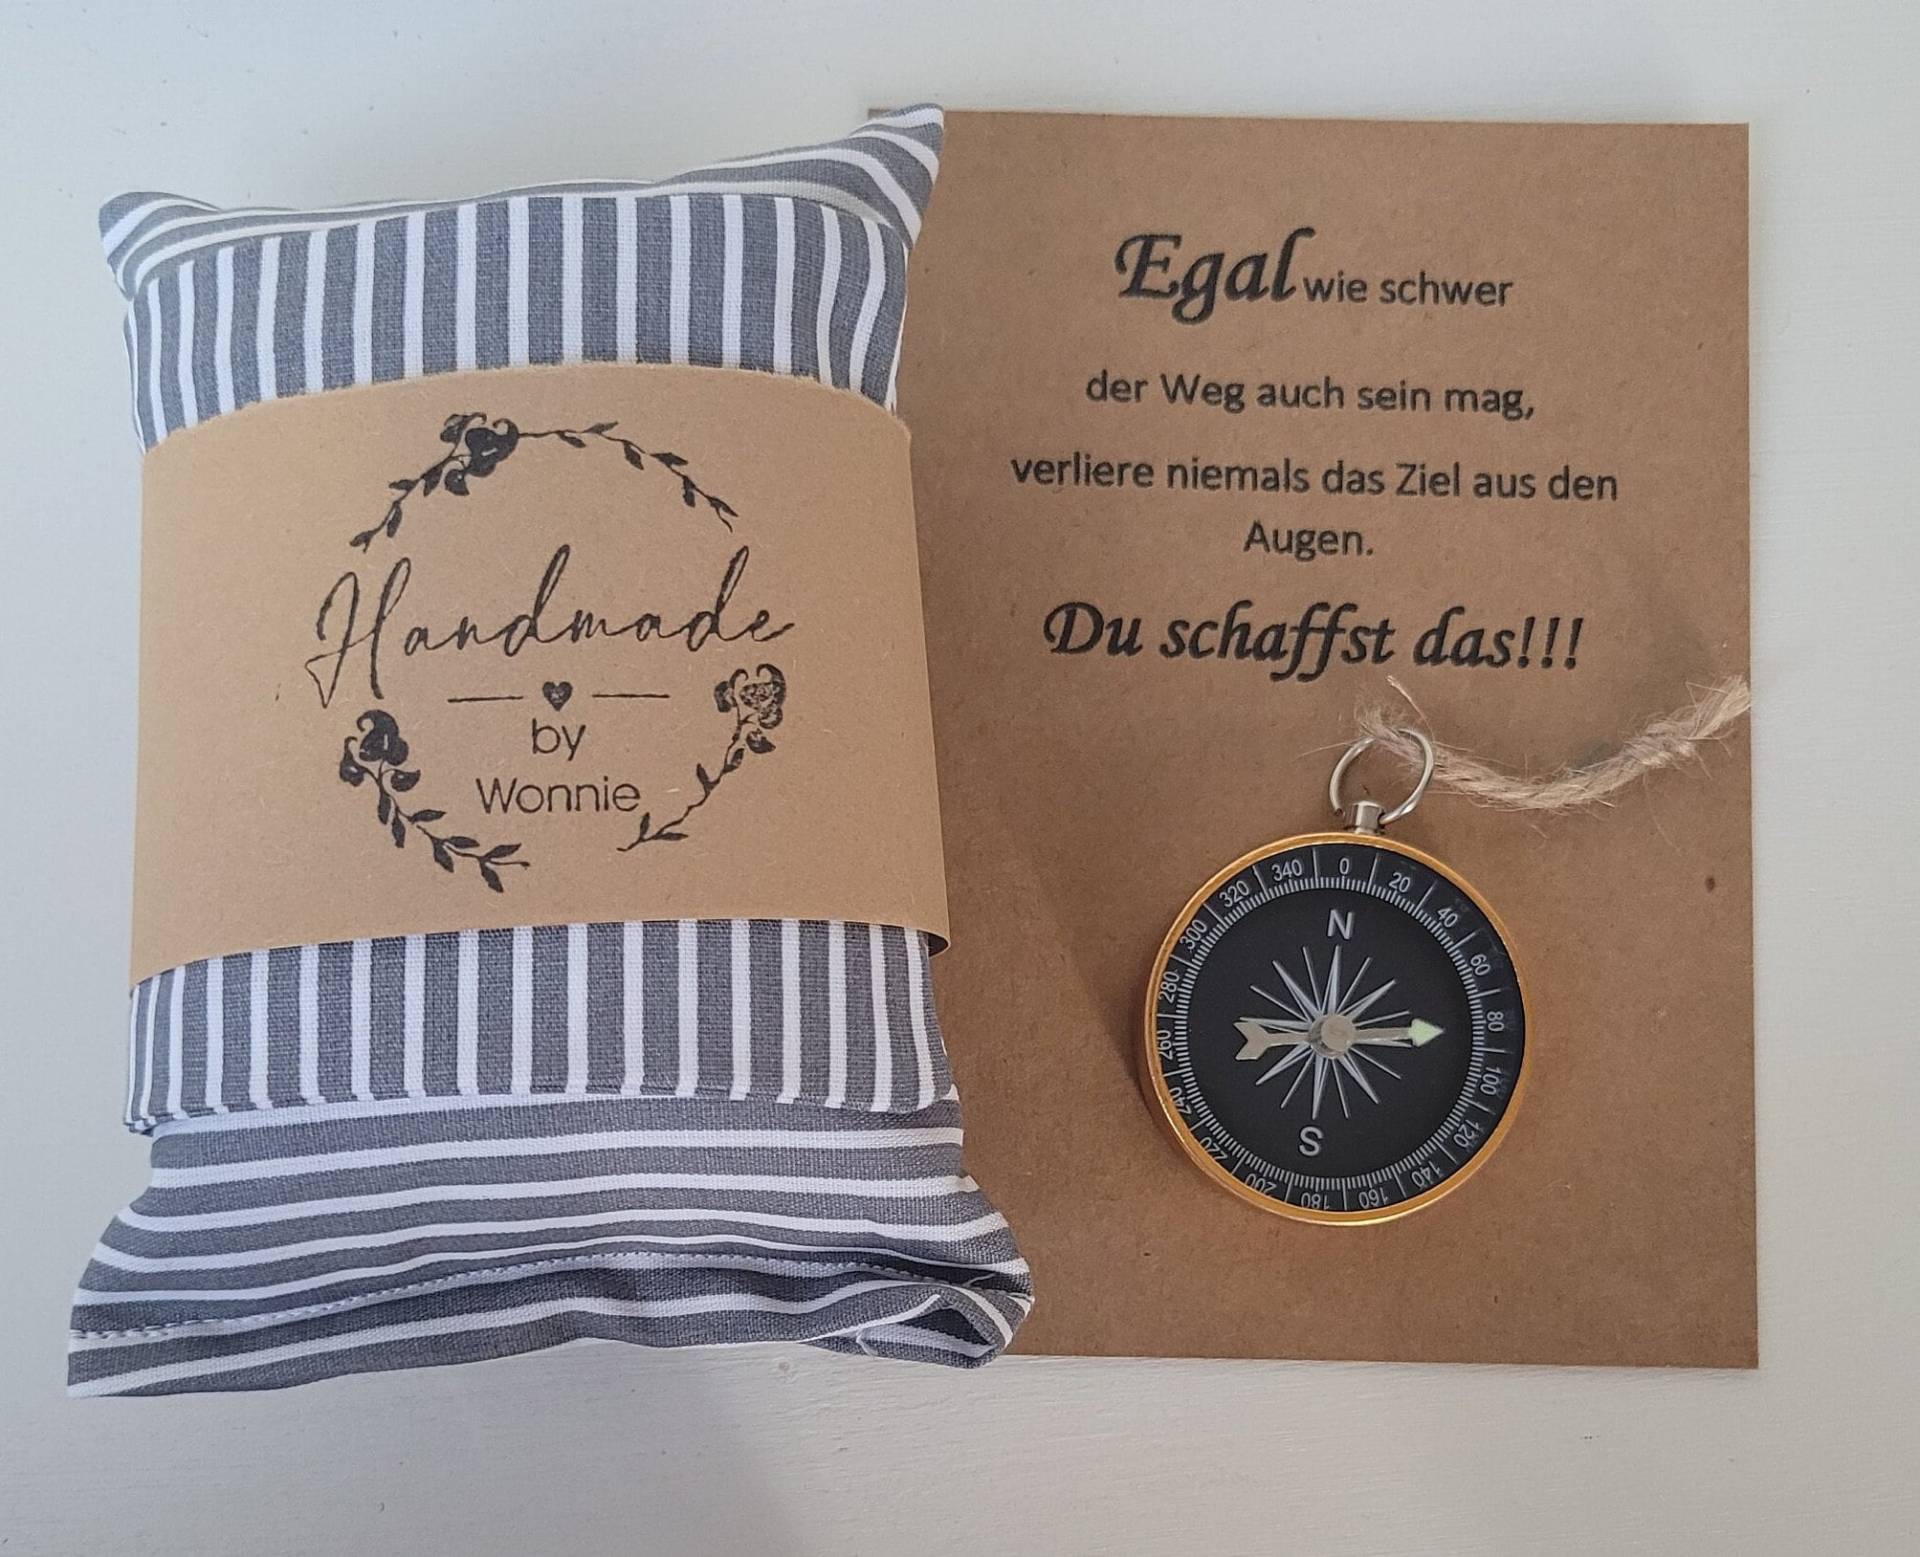 Handmade
by
Wonnie
Egal wie schwer
der Weg auch sein mag,
verliere niemals das Ziel aus den
Augen.
Du schaffst das!!!
0
20
40
60
80
100
120
140
160
180
200
220
240
260
280
300
320
340
N
S